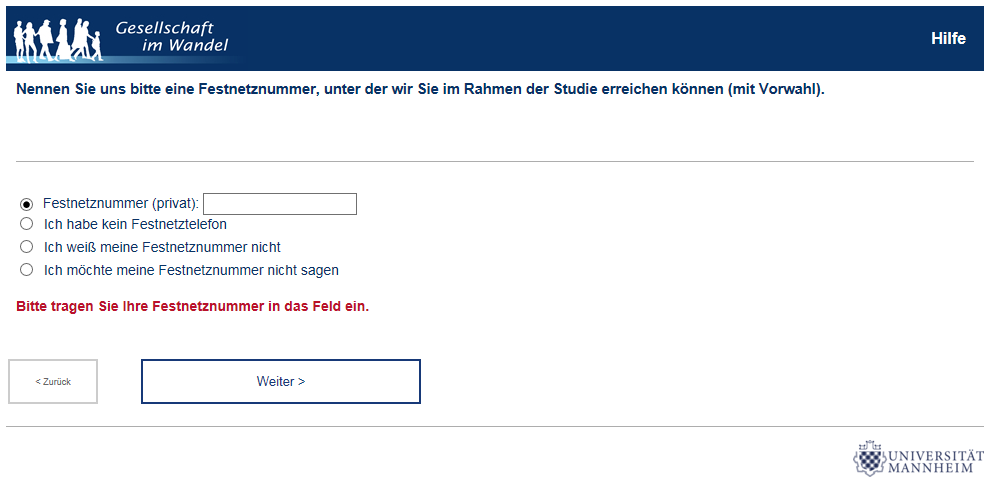 Gesellschaft
im Wandel
Hilfe
Nennen Sie uns bitte eine Festnetznummer, unter der wir Sie im Rahmen der Studie erreichen können (mit Vorwahl).
Festnetznummer (privat):
Ich habe kein Festnetztelefon
Ich weiß meine Festnetznummer nicht
Ich möchte meine Festnetznummer nicht sagen
Bitte tragen Sie Ihre Festnetznummer in das Feld ein.
< Zurück
Weiter >
UNIVERSITÄT
MANNHEIM